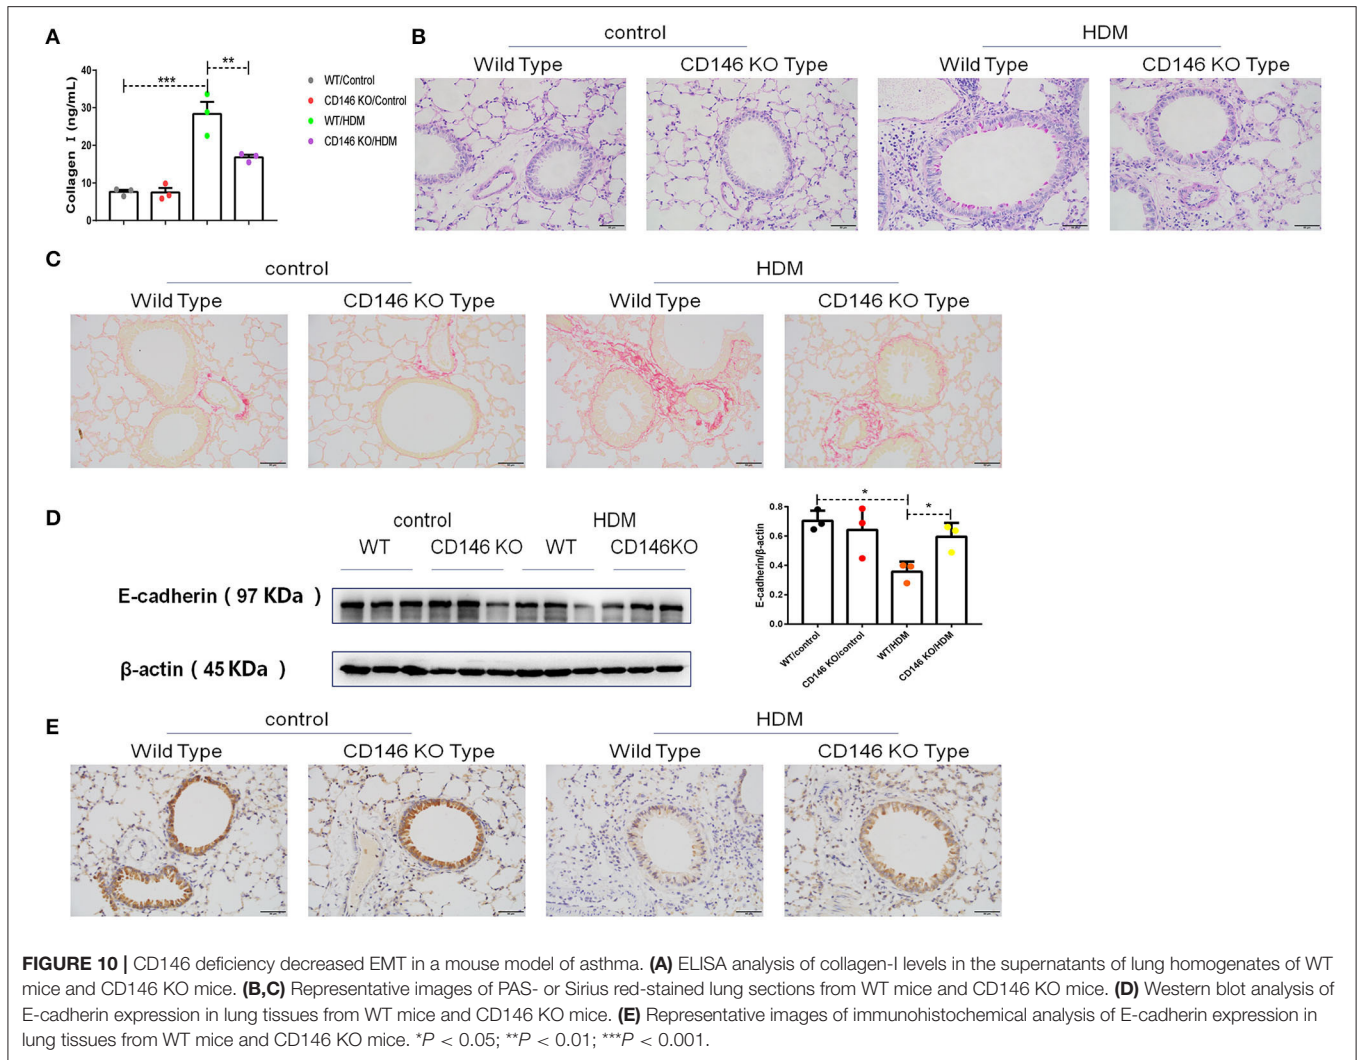 A
Collagen I (ng/mL)
40
30
20
10
0
***
**
WT/Control
CD146 KO/Control
WT/HDM
CD146 KO/HDM
B
control
HDM
Wild Type
CD146 KO Type
Wild Type
CD146 KO Type
C
control
HDM
Wild Type
CD146 KO Type
Wild Type
CD146 KO Type
D
control
HDM
WT
CD146 KO
WT
CD146KO
E-cadherin ( 97 KDa )
β-actin ( 45 KDa )
E-cadherin/β-actin
0.8
0.6
0.4
0.2
0.0
*
*
WT/control
CD146 KO/control
WT/HDM
CD146 KO/HDM
E
control
HDM
Wild Type
CD146 KO Type
Wild Type
CD146 KO Type
FIGURE 10 | CD146 deficiency decreased EMT in a mouse model of asthma. (A) ELISA analysis of collagen-I levels in the supernatants of lung homogenates of WT
mice and CD146 KO mice. (B,C) Representative images of PAS- or Sirius red-stained lung sections from WT mice and CD146 KO mice. (D) Western blot analysis of
E-cadherin expression in lung tissues from WT mice and CD146 KO mice. (E) Representative images of immunohistochemical analysis of E-cadherin expression in
lung tissues from WT mice and CD146 KO mice. *P < 0.05; **P < 0.01; ***P < 0.001.